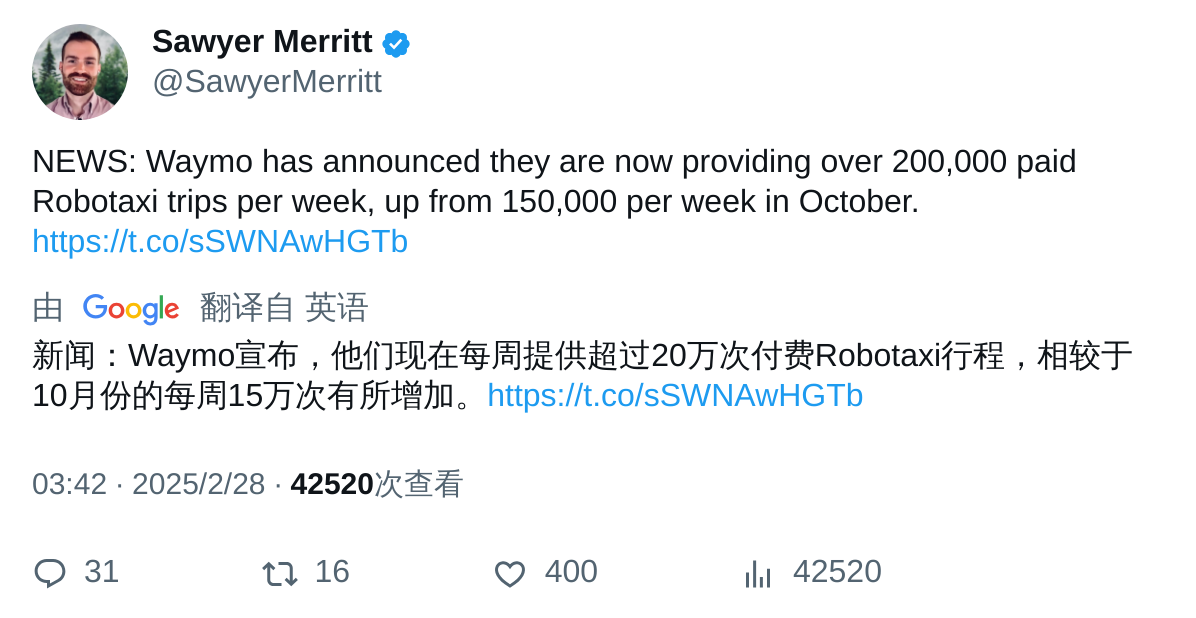 Sawyer Merritt
@SawyerMerritt
NEWS: Waymo has announced they are now providing over 200,000 paid
Robotaxi trips per week, up from 150,000 per week in October.
https://t.co/sSWNAwHGTb
由 Google 翻译自 英语
新闻：Waymo宣布，他们现在每周提供超过20万次付费Robotaxi行程，相较于
10月份的每周15万次有所增加。https://t.co/sSWNAwHGTb
03:42 · 2025/2/28 · 42520次查看
31 16 400 42520